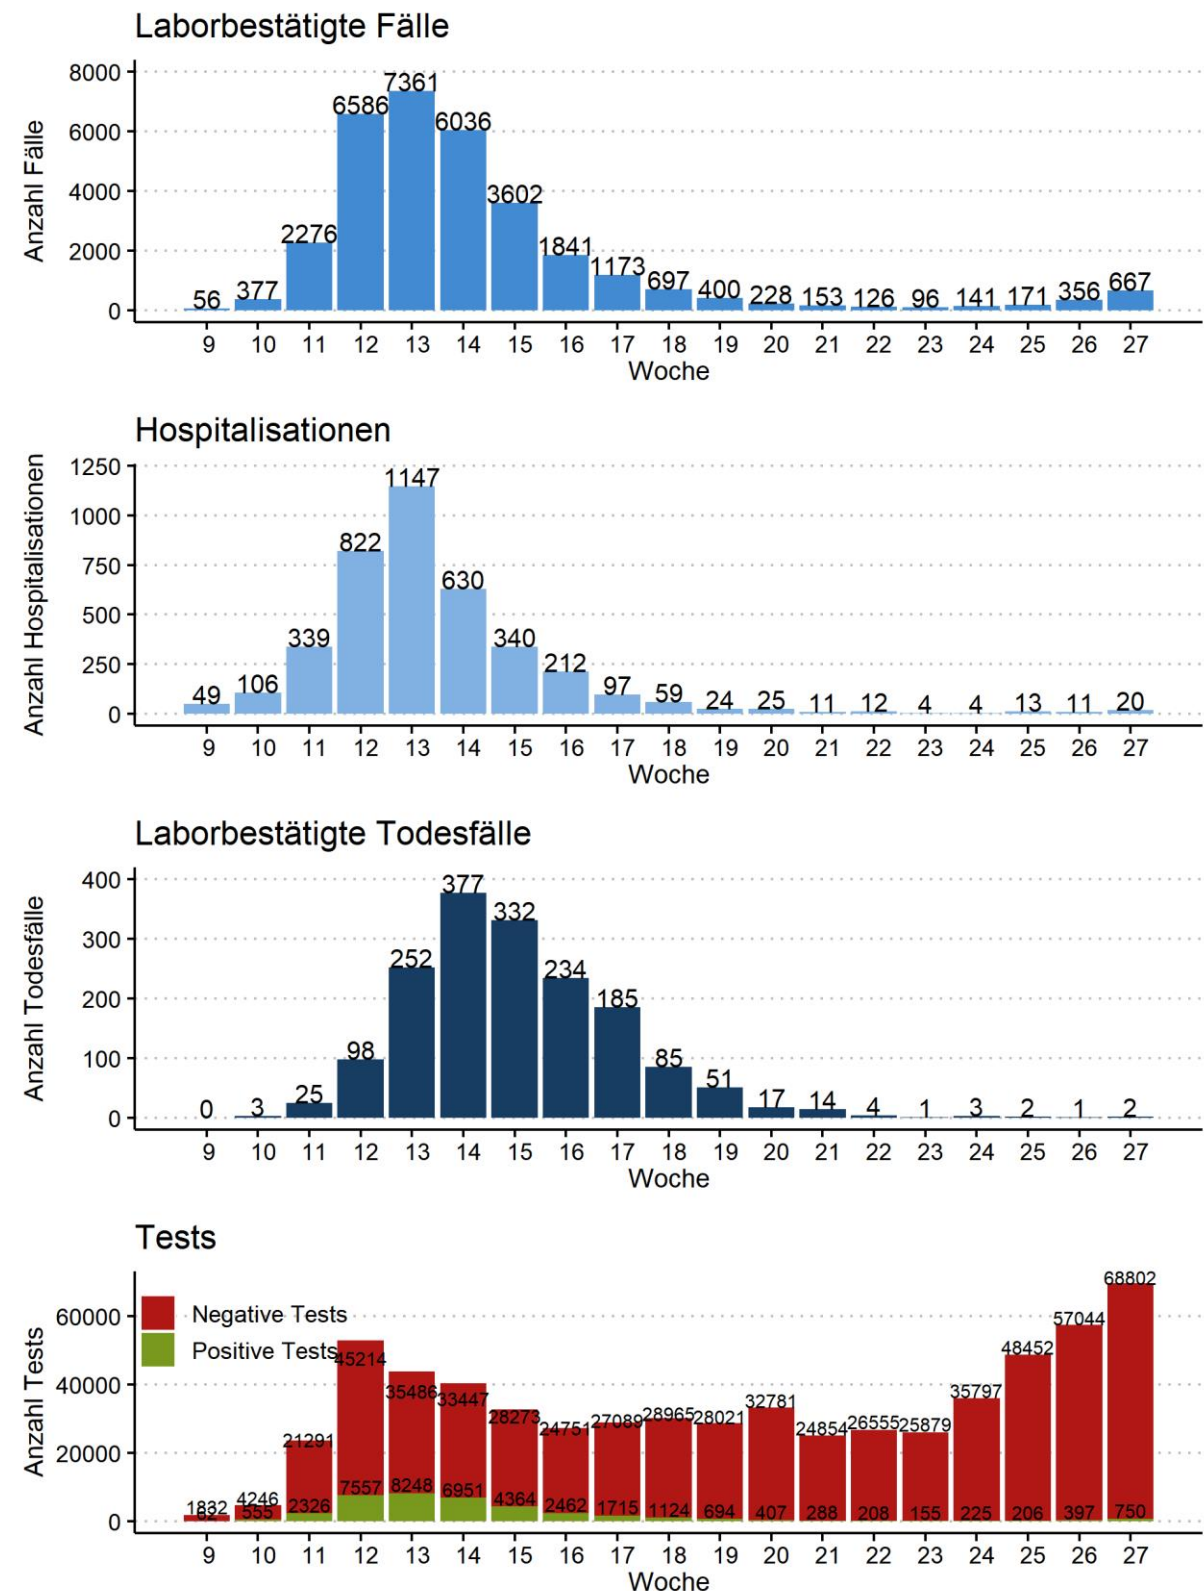 Laborbestätigte Fälle
Anzahl Fälle
8000
6000
4000
2000
0
56 377 2276 6586 7361 6036 3602 1841 1173 697 400 228 153 126 96 141 171 356 667
9 10 11 12 13 14 15 16 17 18 19 20 21 22 23 24 25 26 27
Woche
Hospitalisationen
Anzahl Hospitalisationen
1250
1000
750
500
250
0
49 106 339 822 1147 630 340 212 97 59 24 25 11 12 4 4 13 11 20
9 10 11 12 13 14 15 16 17 18 19 20 21 22 23 24 25 26 27
Woche
Laborbestätigte Todesfälle
Anzahl Todesfälle
400
300
200
100
0
0 3 25 98 252 377 332 234 185 85 51 17 14 4 1 3 2 1 2
9 10 11 12 13 14 15 16 17 18 19 20 21 22 23 24 25 26 27
Woche
Tests
Anzahl Tests
60000
40000
20000
0
Negative Tests
Positive Tests
1832 4246 21291 45214 35486 33447 28273 24751 27089 28965 28021 32781 24854 26555 25879 35797 48452 57044 68802
62 555 2326 7557 8248 6951 4364 2462 1715 1124 694 407 288 208 155 225 206 397 750
9 10 11 12 13 14 15 16 17 18 19 20 21 22 23 24 25 26 27
Woche